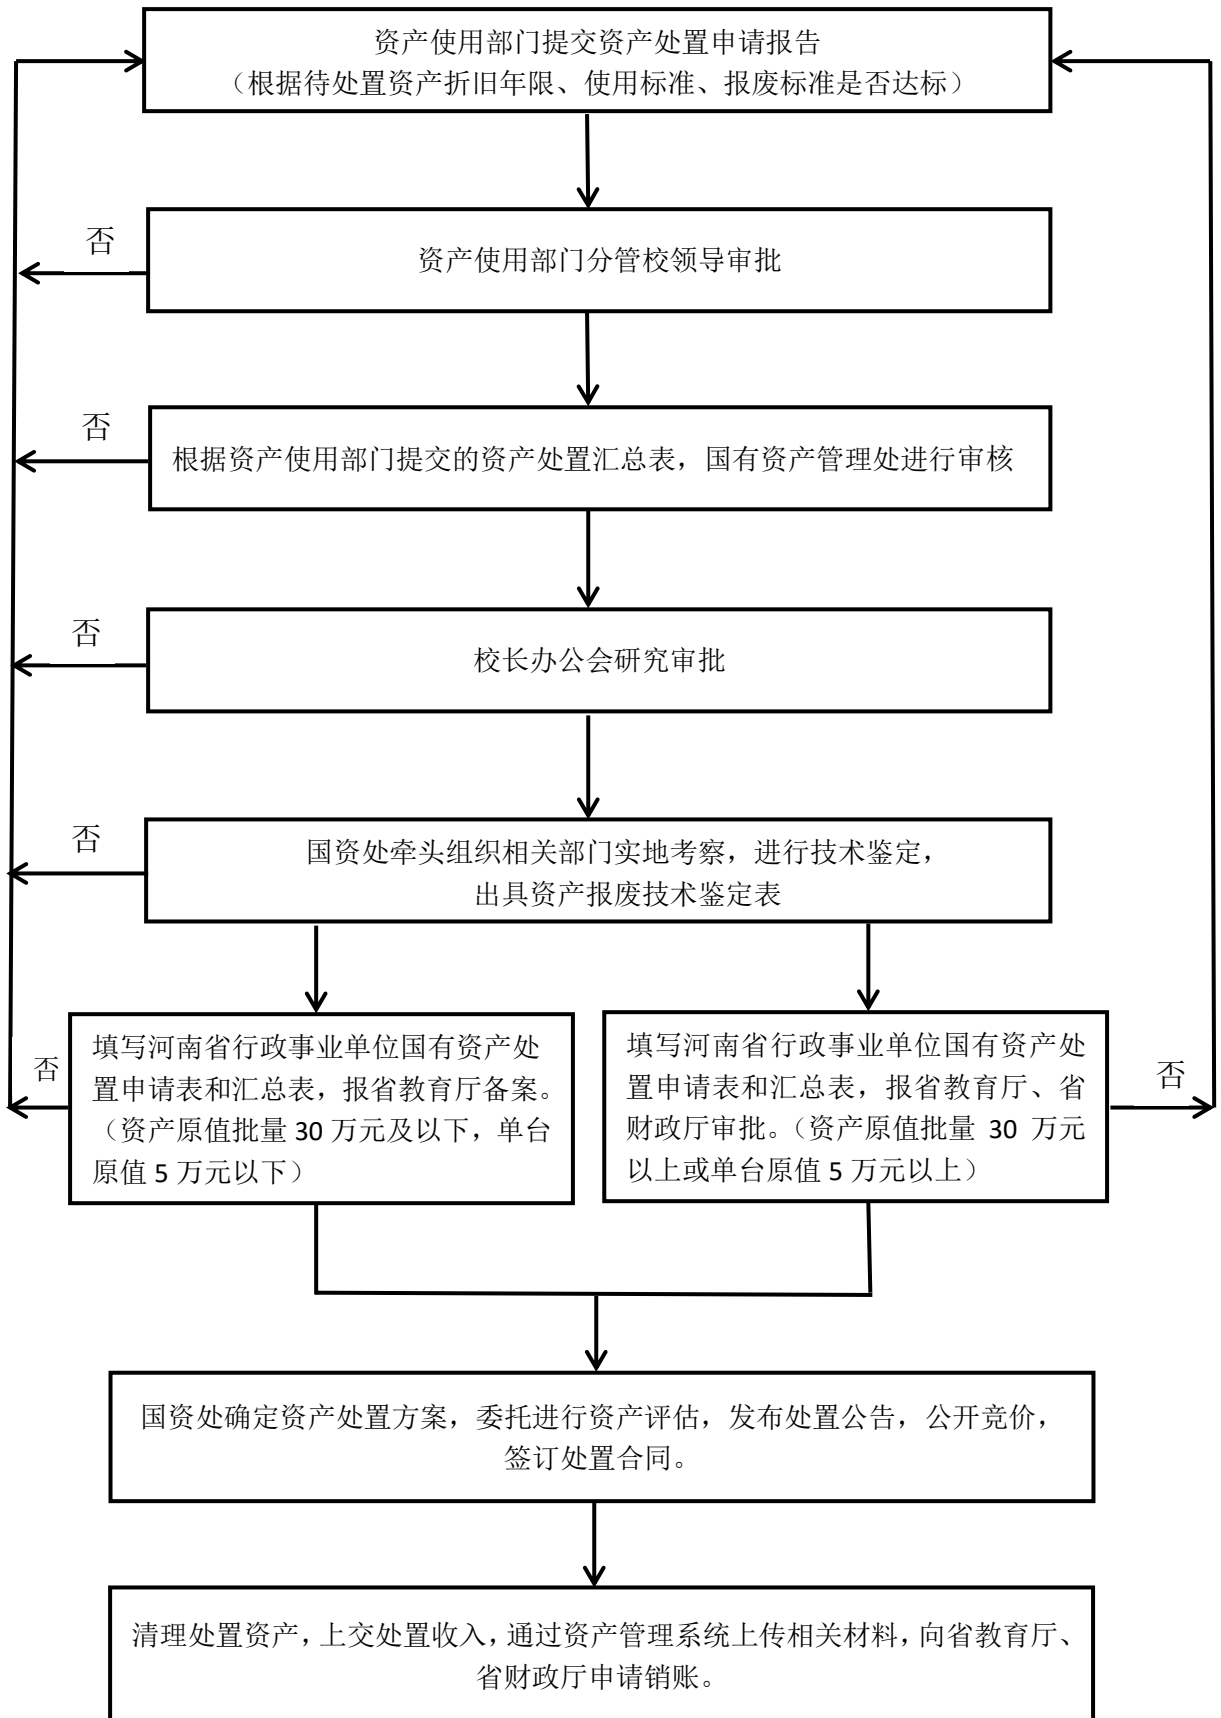 资产使用部门提交资产处置申请报告
（根据待处置资产折旧年限、使用标准、报废标准是否达标）
否
资产使用部门分管校领导审批
否
根据资产使用部门提交的资产处置汇总表，国有资产管理处进行审核
否
校长办公会研究审批
否
国资处牵头组织相关部门实地考察，进行技术鉴定，
出具资产报废技术鉴定表
否
填写河南省行政事业单位国有资产处
置申请表和汇总表，报省教育厅备案。
（资产原值批量 30 万元及以下，单台
原值 5 万元以下）
填写河南省行政事业单位国有资产处
置申请表和汇总表，报省教育厅、省
财政厅审批。（资产原值批量 30 万元
以上或单台原值 5 万元以上）
否
国资处确定资产处置方案，委托进行资产评估，发布处置公告，公开竞价，
签订处置合同。
清理处置资产，上交处置收入，通过资产管理系统上传相关材料，向省教育厅、
省财政厅申请销账。